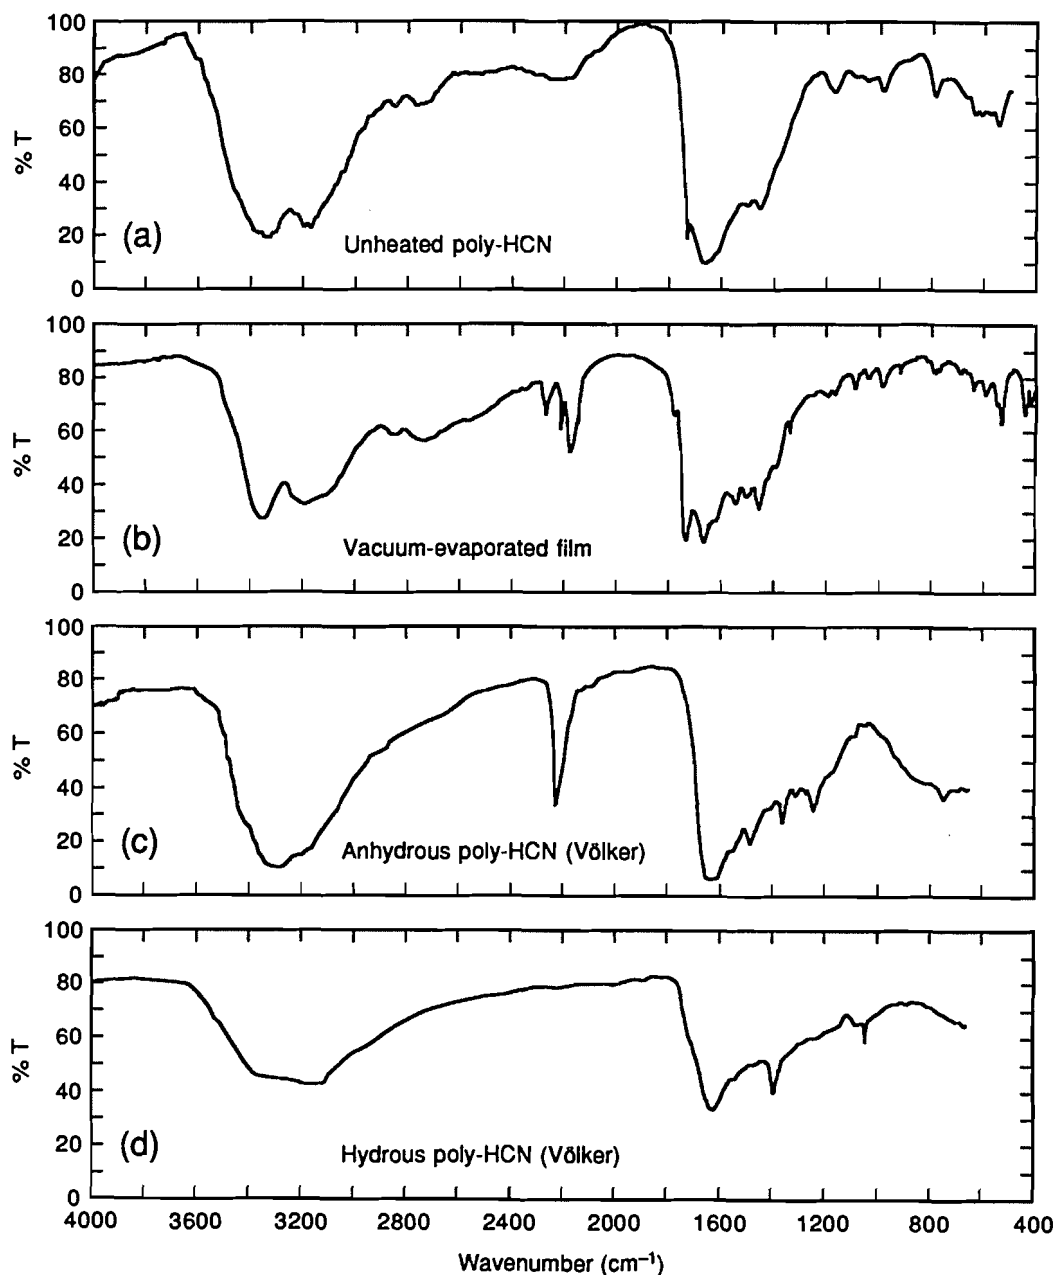 100
80
60
40
20
0
% T
(a)
Unheated poly-HCN
100
80
60
40
20
0
% T
(b)
Vacuum-evaporated film
100
80
60
40
20
0
% T
(c)
Anhydrous poly-HCN (Völker)
100
80
60
40
20
0
% T
(d)
Hydrous poly-HCN (Völker)
4000 3600 3200 2800 2400 2000 1600 1200 800 400
Wavenumber (cm⁻¹)